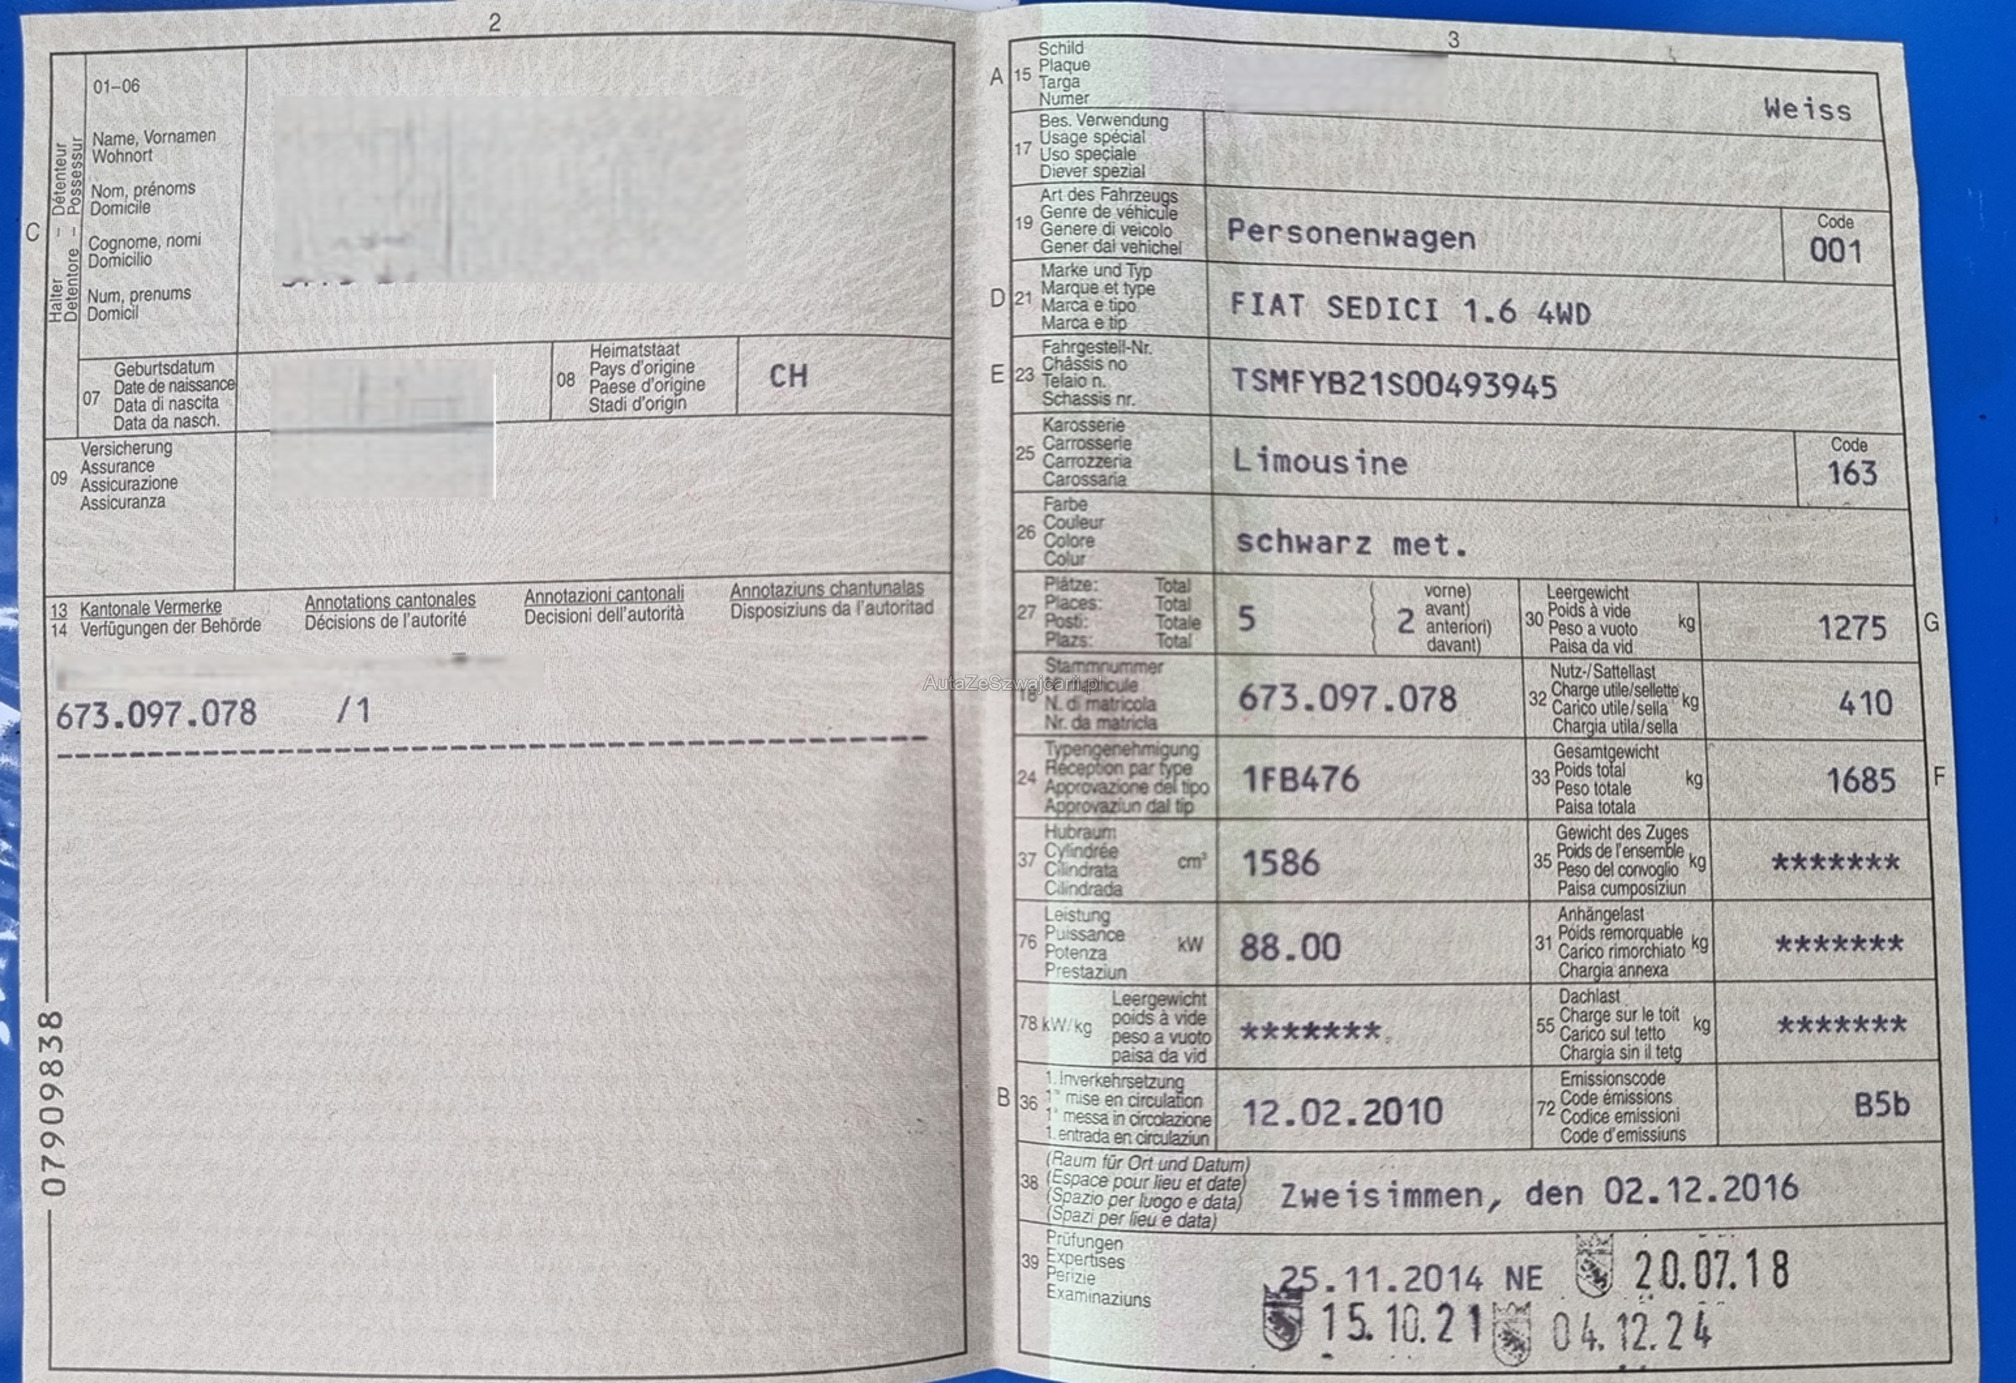 2
01–06
Name, Vornamen
Wohnort
Nom, prénoms
Domicile
Cognome, nomi
Domicilio
Num, prenums
Domicil
C
Halter – Détenteur
Detentore – Possessur
07
Geburtsdatum
Date de naissance
Data di nascita
Data da nasch.
08
Heimatstaat
Pays d'origine
Paese d'origine
Stadi d'origin
CH
09
Versicherung
Assurance
Assicurazione
Assicuranza
13 Kantonale Vermerke
14 Verfügungen der Behörde
Annotations cantonales
Décisions de l'autorité
Annotazioni cantonali
Decisioni dell'autorità
Annotaziuns chantunalas
Disposiziuns da l'autoritad
673.097.078 /1
07909838
3
A 15
Schild
Plaque
Targa
Numer
Weiss
17
Bes. Verwendung
Usage spécial
Uso speciale
Diever spezial
19
Art des Fahrzeugs
Genre de véhicule
Genere di veicolo
Gener dal vehichel
Personenwagen
Code
001
D 21
Marke und Typ
Marque et type
Marca e tipo
Marca e tip
FIAT SEDICI 1.6 4WD
E 23
Fahrgestell-Nr.
Châssis no
Telaio n.
Schassis nr.
TSMFYB21S00493945
25
Karosserie
Carrosserie
Carrozzeria
Carossaria
Limousine
Code
163
26
Farbe
Couleur
Colore
Colur
schwarz met.
27
Plätze: Total
Places: Total
Posti: Totale
Plazs: Total
5
2
vorne)
avant)
anteriori)
davant)
30
Leergewicht
Poids à vide
Peso a vuoto
Paisa da vid
kg
1275
G
18
Stammnummer
N. di matricola
Nr. da matricla
673.097.078
32
Nutz-/Sattellast
Charge utile/sellette
Carico utile/sella
Chargia utila/sella
kg
410
24
Typengenehmigung
Réception par type
Approvazione del tipo
Approvaziun dal tip
1FB476
33
Gesamtgewicht
Poids total
Peso totale
Paisa totala
kg
1685
F
37
Hubraum
Cylindrée
Cilindrata
Cilindrada
cm³
1586
35
Gewicht des Zuges
Poids de l'ensemble
Peso del convoglio
Paisa cumposiziun
kg
*******
76
Leistung
Puissance
Potenza
Prestaziun
kW
88.00
31
Anhängelast
Poids remorquable
Carico rimorchiato
Chargia annexa
kg
*******
78 kW/kg
Leergewicht
poids à vide
peso a vuoto
paisa da vid
*******
55
Dachlast
Charge sur le toit
Carico sul tetto
Chargia sin il tetg
kg
*******
B 36
1. Inverkehrsetzung
1re mise en circulation
1a messa in circolazione
1. entrada en circulaziun
12.02.2010
72
Emissionscode
Code émissions
Codice emissioni
Code d'emissiuns
B5b
38
(Raum für Ort und Datum)
(Espace pour lieu et date)
(Spazio per luogo e data)
(Spazi per lieu e data)
Zweisimmen, den 02.12.2016
39
Prüfungen
Expertises
Perizie
Examinaziuns
25.11.2014 NE
20.07.18
15.10.21
04.12.24
AutaZeSzwajcarii.pl